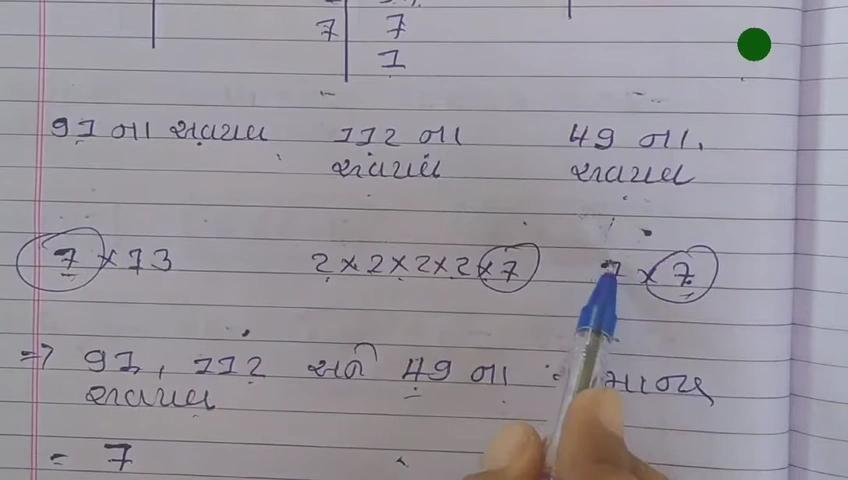 7 | 7
1
91 ના અવયવ
112 ના
અવયવ
49 ના
અવયવ
7 × 13
2 × 2 × 2 × 2 × 7
7 × 7
⇒ 91, 112 અને 49 ના
અવયવ
= 7